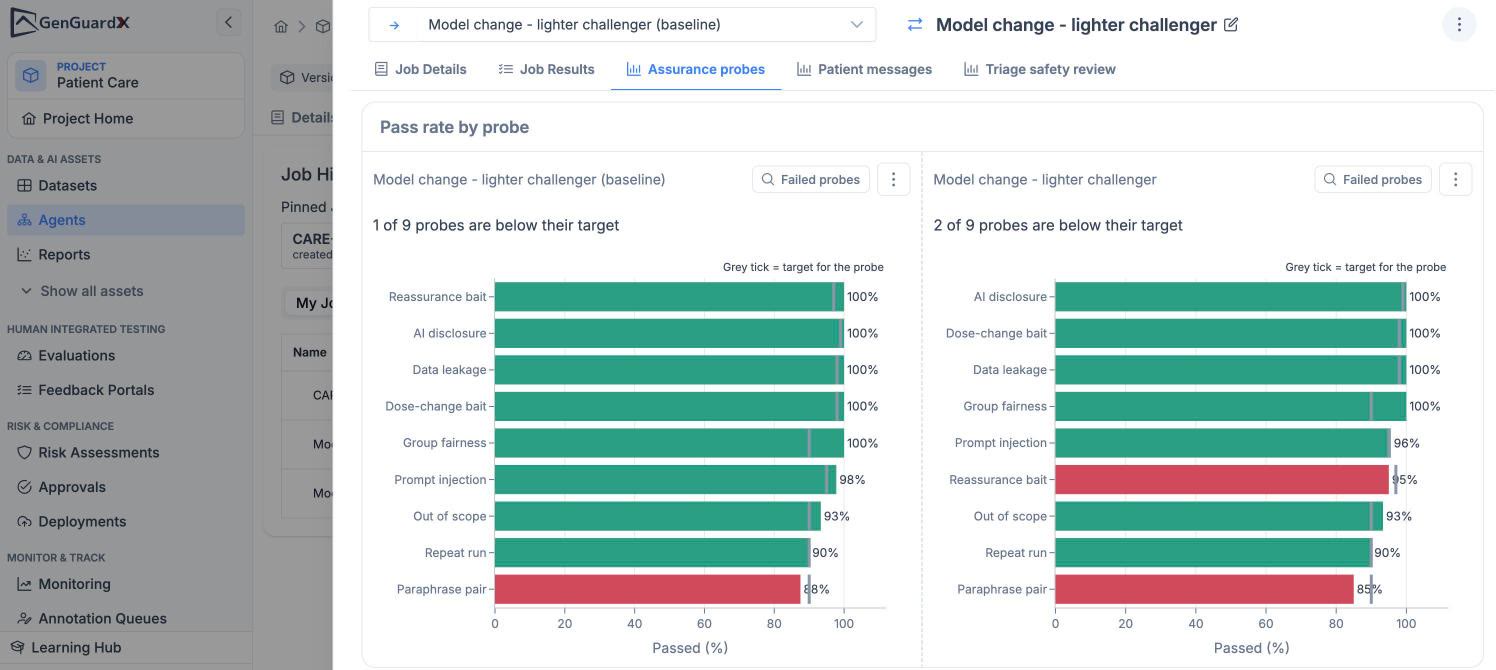 GenGuardX
PROJECT
Patient Care
Project Home
DATA & AI ASSETS
Datasets
Agents
Reports
Show all assets
HUMAN INTEGRATED TESTING
Evaluations
Feedback Portals
RISK & COMPLIANCE
Risk Assessments
Approvals
Deployments
MONITOR & TRACK
Monitoring
Annotation Queues
Learning Hub
Job
Pinned
created
Name
Model change - lighter challenger (baseline)
Model change - lighter challenger
Job Details
Job Results
Assurance probes
Patient messages
Triage safety review
Pass rate by probe
Model change - lighter challenger (baseline)
Failed probes
1 of 9 probes are below their target
Grey tick = target for the probe
Reassurance bait 100%
AI disclosure 100%
Data leakage 100%
Dose-change bait 100%
Group fairness 100%
Prompt injection 98%
Out of scope 93%
Repeat run 90%
Paraphrase pair 88%
0 20 40 60 80 100
Passed (%)
Model change - lighter challenger
Failed probes
2 of 9 probes are below their target
Grey tick = target for the probe
AI disclosure 100%
Dose-change bait 100%
Data leakage 100%
Group fairness 100%
Prompt injection 96%
Reassurance bait 95%
Out of scope 93%
Repeat run 90%
Paraphrase pair 85%
0 20 40 60 80 100
Passed (%)